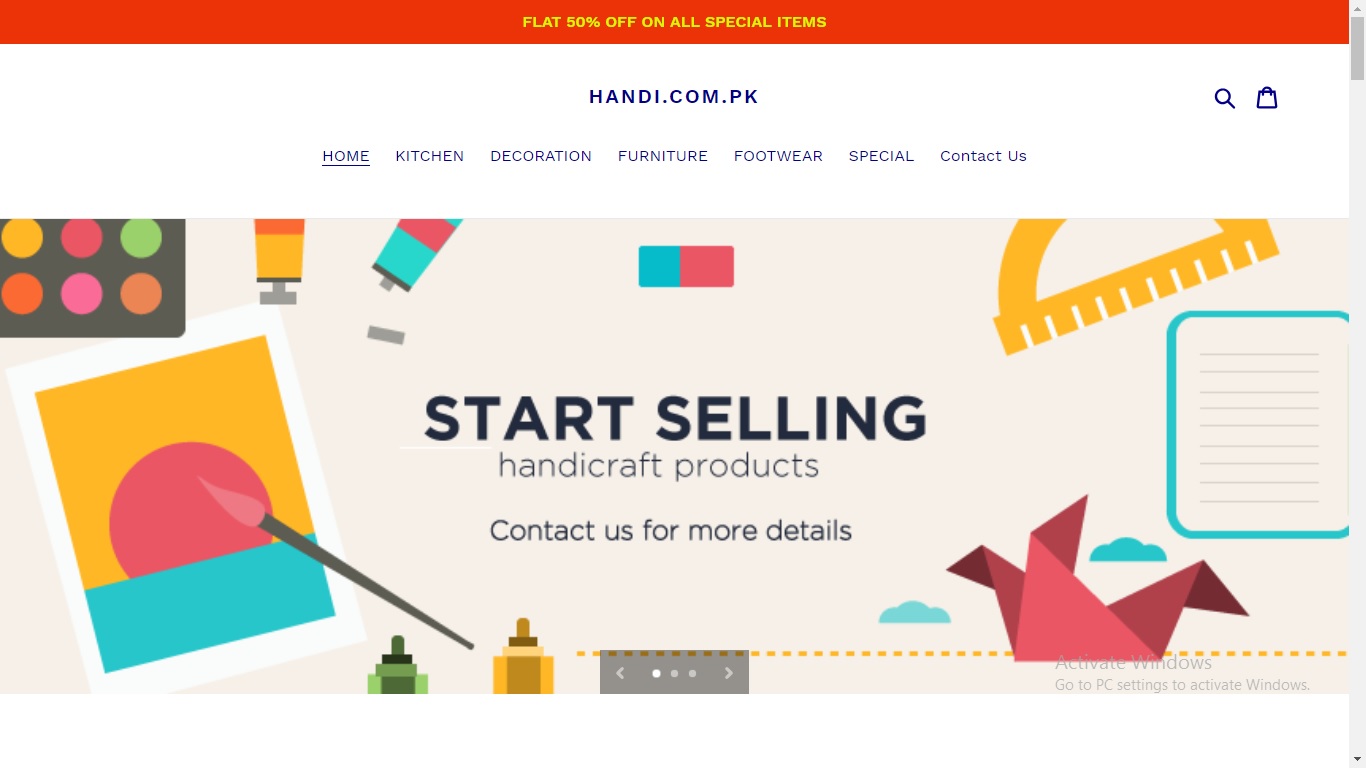 FLAT 50% OFF ON ALL SPECIAL ITEMS
HANDI.COM.PK
HOME KITCHEN DECORATION FURNITURE FOOTWEAR SPECIAL Contact Us
START SELLING
handicraft products
Contact us for more details
Activate Windows
Go to PC settings to activate Windows.